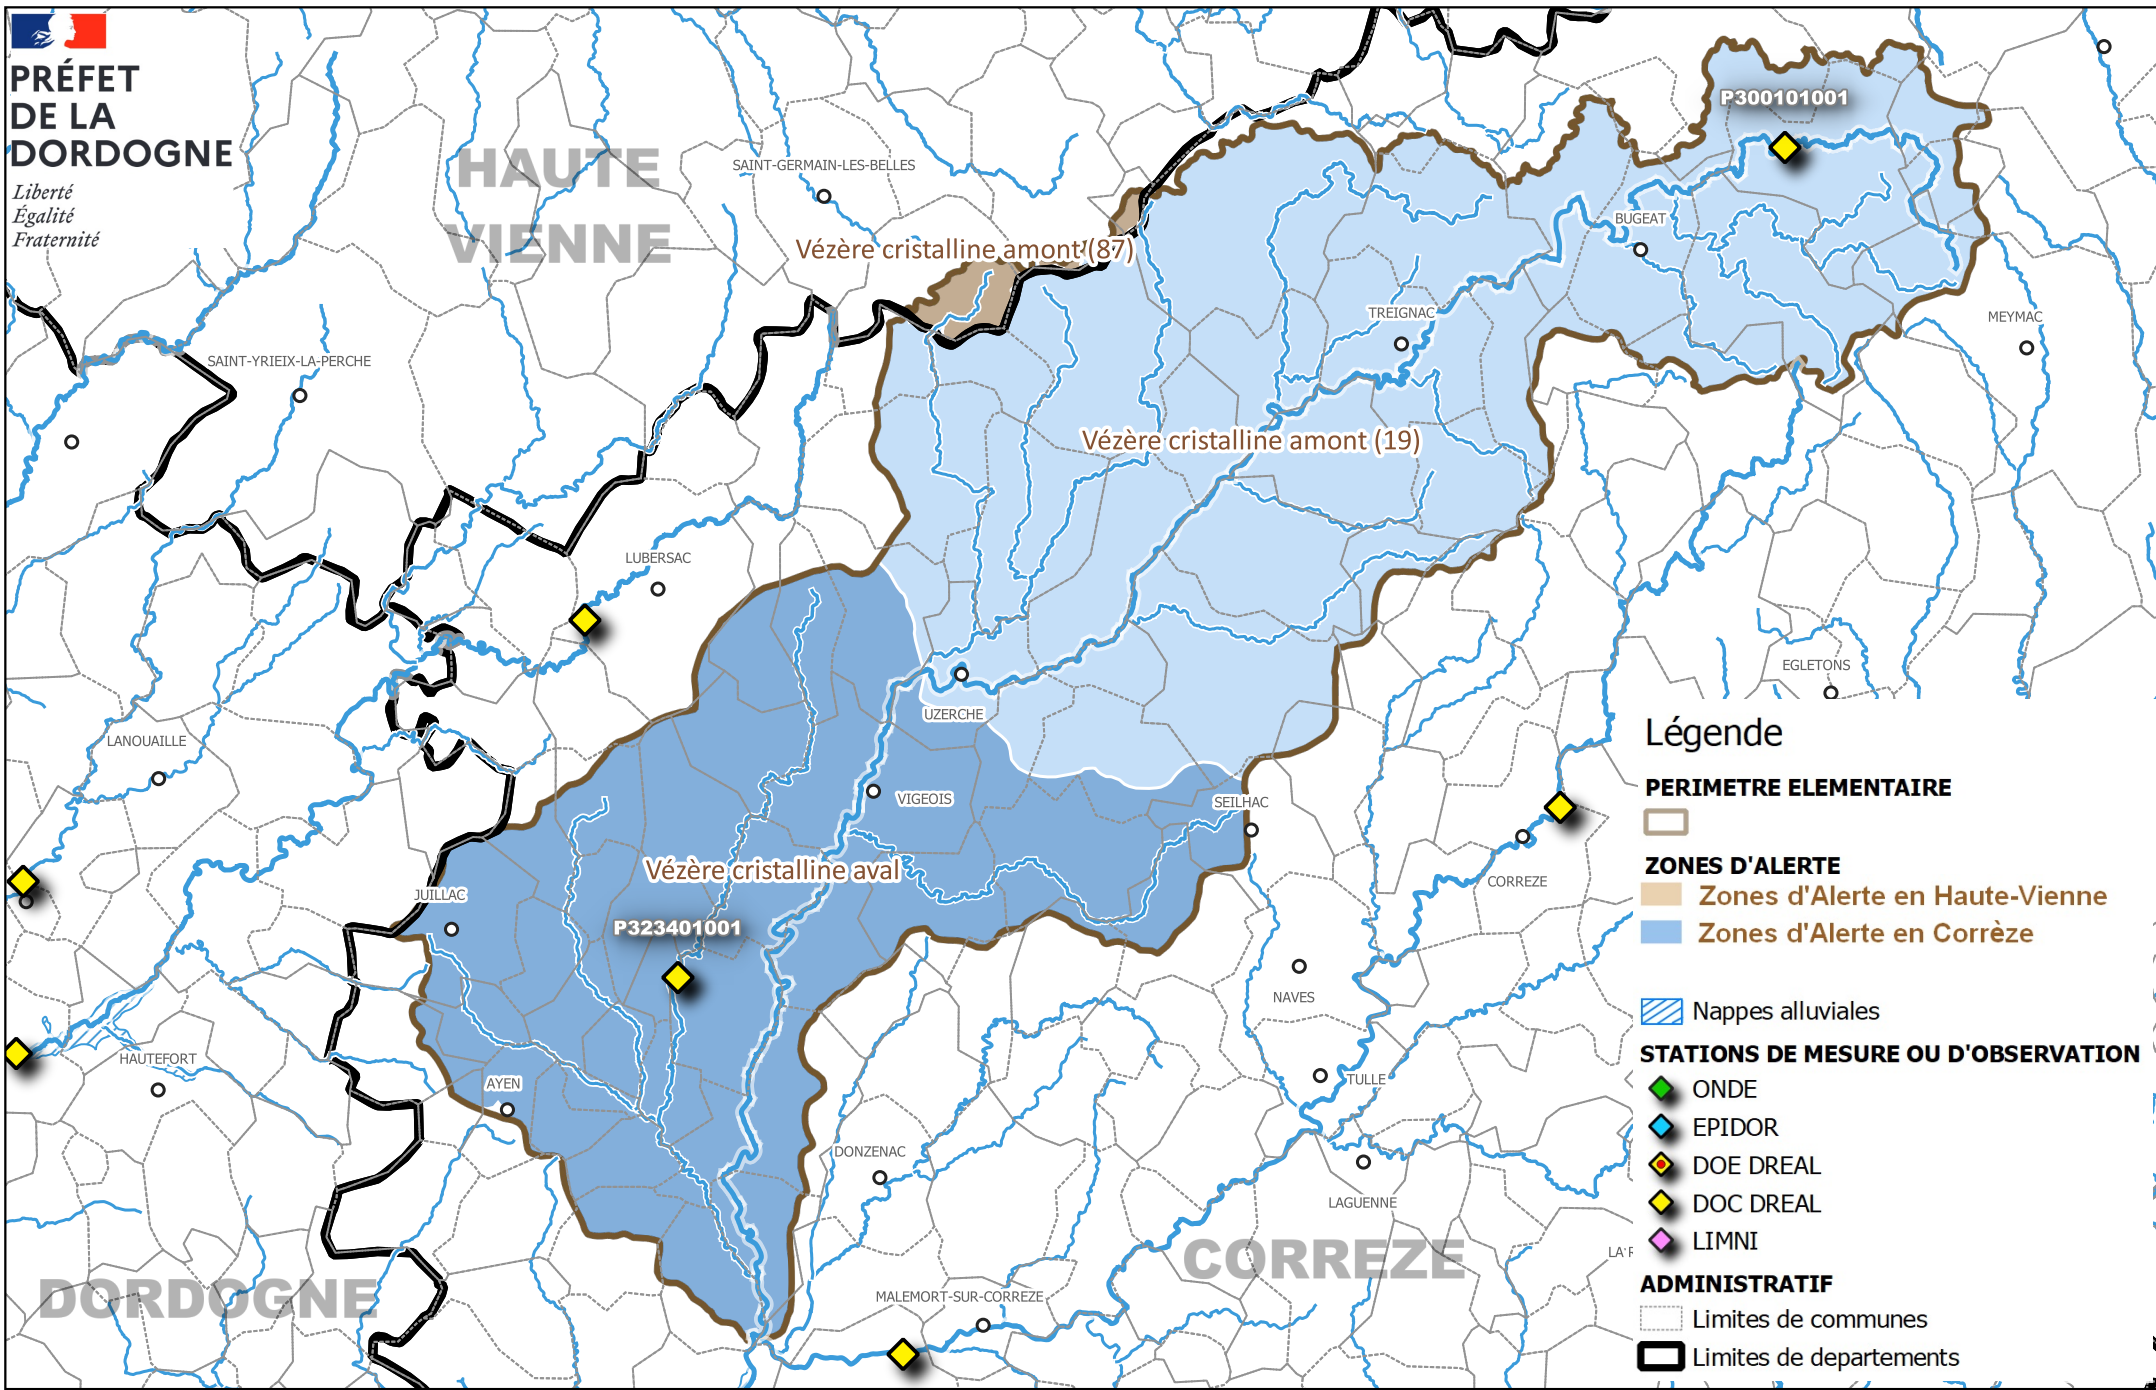 PRÉFET
DE LA
DORDOGNE
Liberté
Égalité
Fraternité
HAUTE
VIENNE
SAINT-GERMAIN-LES-BELLES
P300101001
BUGEAT
Vézère cristalline amont (87)
TREIGNAC
MEYMAC
SAINT-YRIEIX-LA-PERCHE
Vézère cristalline amont (19)
LUBERSAC
EGLETONS
UZERCHE
LANOUAILLE
VIGEOIS
SEILHAC
Vézère cristalline aval
JUILLAC
P323401001
CORREZE
NAVES
HAUTEFORT
AYEN
TULLE
DONZENAC
LAGUENNE
CORREZE
DORDOGNE
MALEMORT-SUR-CORREZE
Légende
PERIMETRE ELEMENTAIRE
ZONES D'ALERTE
Zones d'Alerte en Haute-Vienne
Zones d'Alerte en Corrèze
Nappes alluviales
STATIONS DE MESURE OU D'OBSERVATION
ONDE
EPIDOR
DOE DREAL
DOC DREAL
LIMNI
ADMINISTRATIF
Limites de communes
Limites de departements